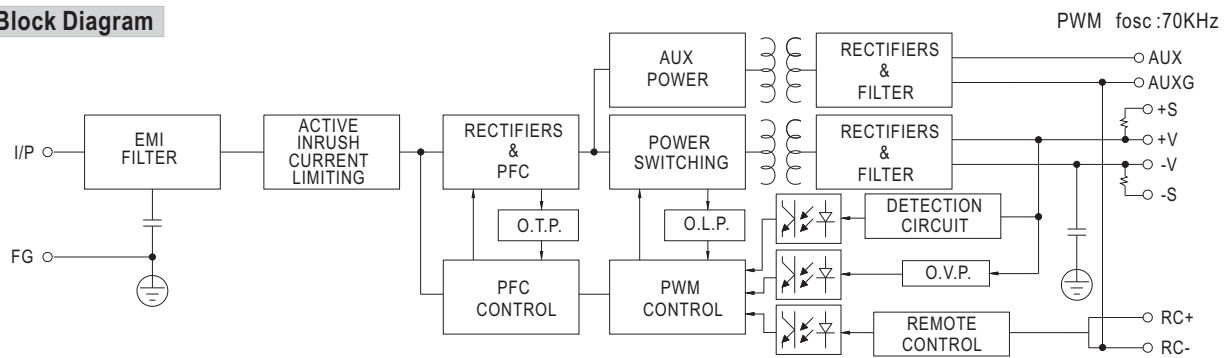 Block Diagram
PWM fosc :70KHz
I/P
FG
EMI
FILTER
ACTIVE
INRUSH
CURRENT
LIMITING
RECTIFIERS
&
PFC
O.T.P.
PFC
CONTROL
AUX
POWER
POWER
SWITCHING
O.L.P.
PWM
CONTROL
RECTIFIERS
&
FILTER
RECTIFIERS
&
FILTER
DETECTION
CIRCUIT
O.V.P.
REMOTE
CONTROL
AUX
AUXG
+S
+V
-V
-S
RC+
RC-